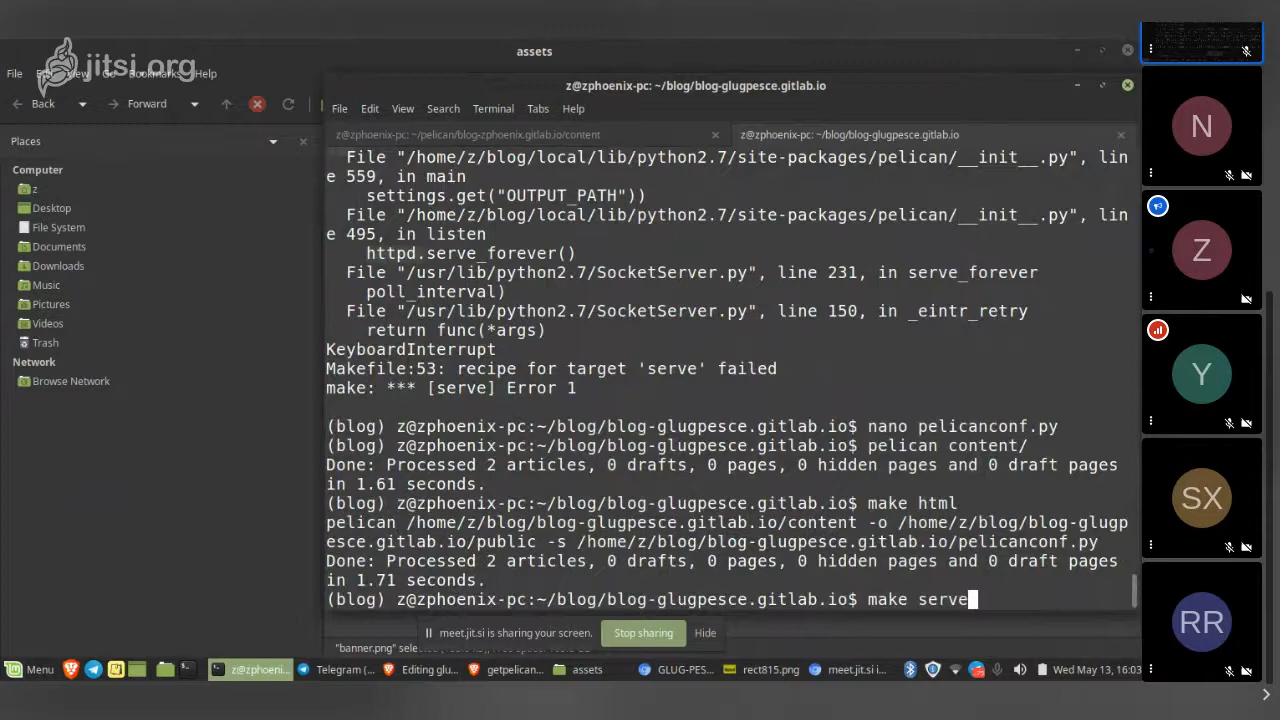 assets
jitsi.org
File
Bookmarks
Help
Back
Forward
Places
Computer
z
Desktop
File System
Documents
Downloads
Music
Pictures
Videos
Trash
Network
Browse Network
z@zphoenix-pc: ~/blog/blog-glugpesce.gitlab.io
File Edit View Search Terminal Tabs Help
z@zphoenix-pc: ~/pelican/blog-zphoenix.gitlab.io/content
z@zphoenix-pc: ~/blog/blog-glugpesce.gitlab.io
File "/home/z/blog/local/lib/python2.7/site-packages/pelican/__init__.py", lin
e 559, in main
settings.get("OUTPUT_PATH"))
File "/home/z/blog/local/lib/python2.7/site-packages/pelican/__init__.py", lin
e 495, in listen
httpd.serve_forever()
File "/usr/lib/python2.7/SocketServer.py", line 231, in serve_forever
poll_interval)
File "/usr/lib/python2.7/SocketServer.py", line 150, in _eintr_retry
return func(*args)
KeyboardInterrupt
Makefile:53: recipe for target 'serve' failed
make: *** [serve] Error 1
(blog) z@zphoenix-pc:~/blog/blog-glugpesce.gitlab.io$ nano pelicanconf.py
(blog) z@zphoenix-pc:~/blog/blog-glugpesce.gitlab.io$ pelican content/
Done: Processed 2 articles, 0 drafts, 0 pages, 0 hidden pages and 0 draft pages
in 1.61 seconds.
(blog) z@zphoenix-pc:~/blog/blog-glugpesce.gitlab.io$ make html
pelican /home/z/blog/blog-glugpesce.gitlab.io/content -o /home/z/blog/blog-glugp
esce.gitlab.io/public -s /home/z/blog/blog-glugpesce.gitlab.io/pelicanconf.py
Done: Processed 2 articles, 0 drafts, 0 pages, 0 hidden pages and 0 draft pages
in 1.71 seconds.
(blog) z@zphoenix-pc:~/blog/blog-glugpesce.gitlab.io$ make serve
meet.jit.si is sharing your screen.
Stop sharing
Hide
"banner.png"
Menu
z@zphoeni...
Telegram (...
Editing glu...
getpelican...
assets
GLUG-PES...
rect815.png
meet.jit.si i...
Wed May 13, 16:03
N
Z
Y
SX
RR